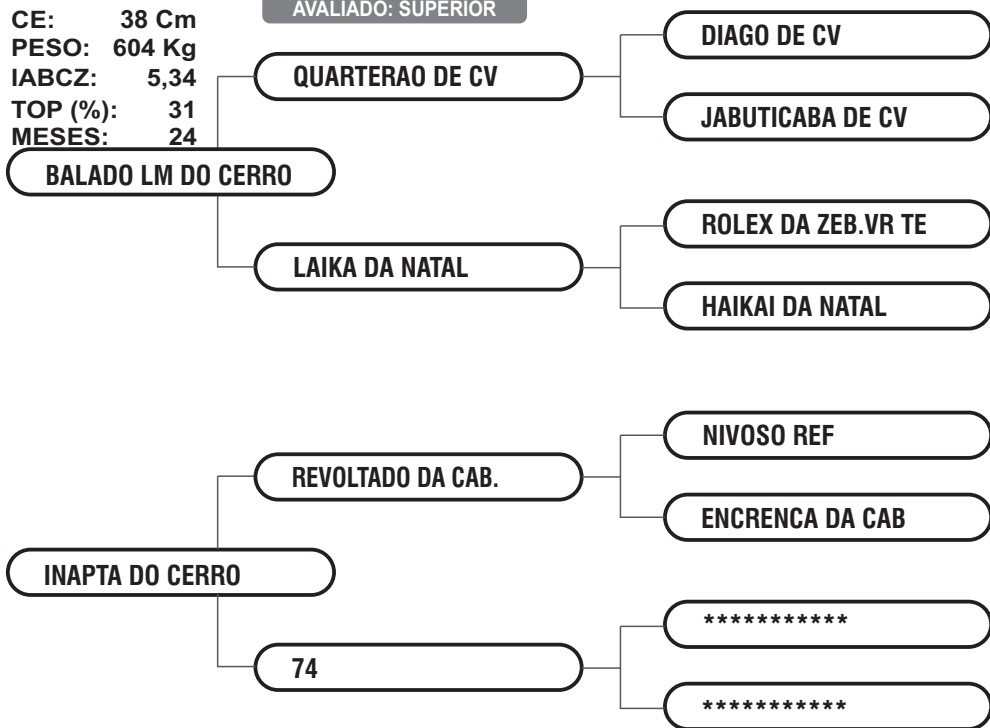 CE: 38 Cm
PESO: 604 Kg
IABCZ: 5,34
TOP (%): 31
MESES: 24
AVALIADO: SUPERIOR
BALADO LM DO CERRO
QUARTERAO DE CV
DIAGO DE CV
JABUTICABA DE CV
LAIKA DA NATAL
ROLEX DA ZEB.VR TE
HAIKAI DA NATAL
INAPTA DO CERRO
REVOLTADO DA CAB.
NIVOSO REF
ENCRENCA DA CAB
74
***********
***********